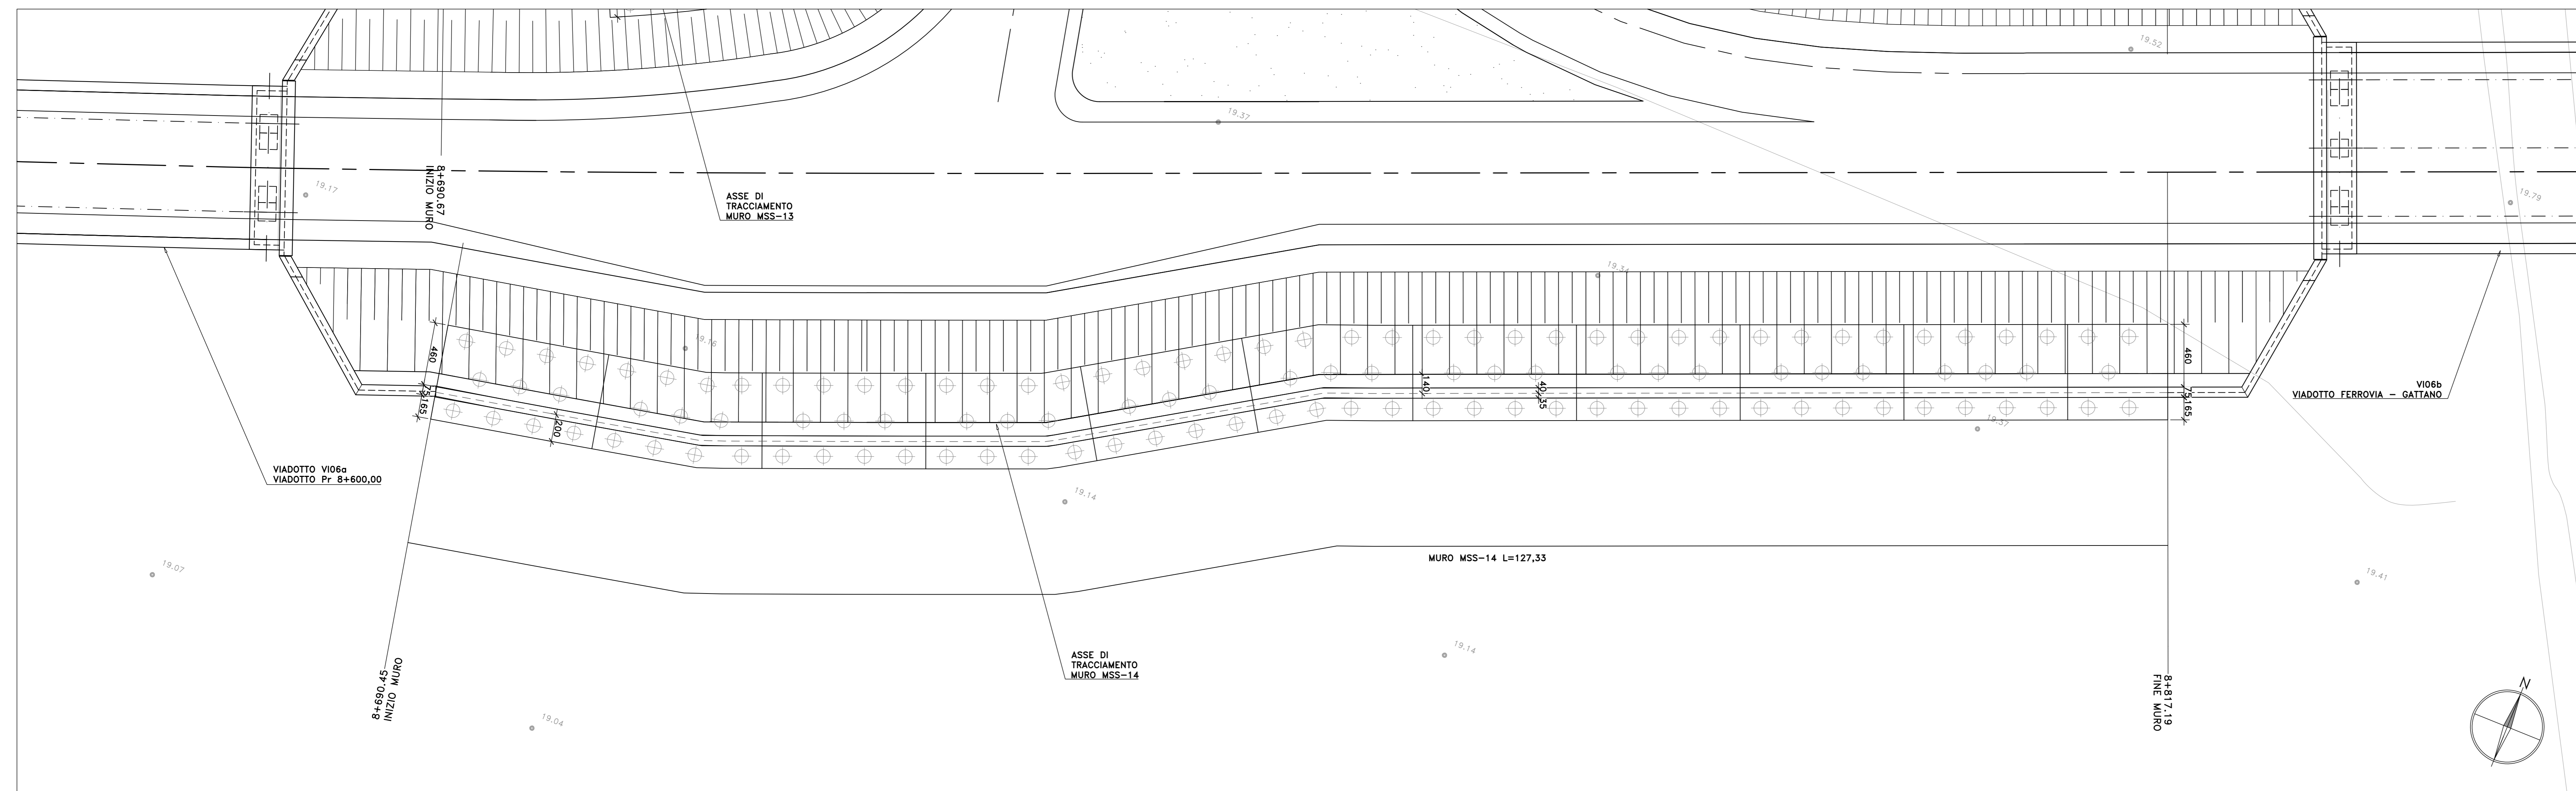 19.52
19.37
19.17
8+690.67
INIZIO MURO
ASSE DI
TRACCIAMENTO
MURO MSS-13
19.79
19.34
19.16
460
75
165
200
140
40
35
460
75
165
19.37
VI06b
VIADOTTO FERROVIA - GATTANO
VIADOTTO VI06a
VIADOTTO Pr 8+600,00
19.14
MURO MSS-14 L=127,33
19.07
19.41
ASSE DI
TRACCIAMENTO
MURO MSS-14
19.14
8+690.45
INIZIO MURO
8+817.19
FINE MURO
19.04
N